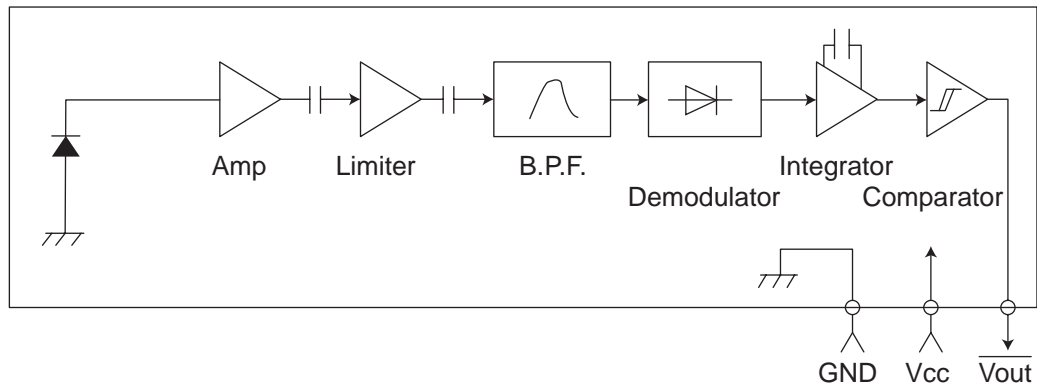 Amp
Limiter
B.P.F.
Demodulator
Integrator
Comparator
GND
Vcc
Vout